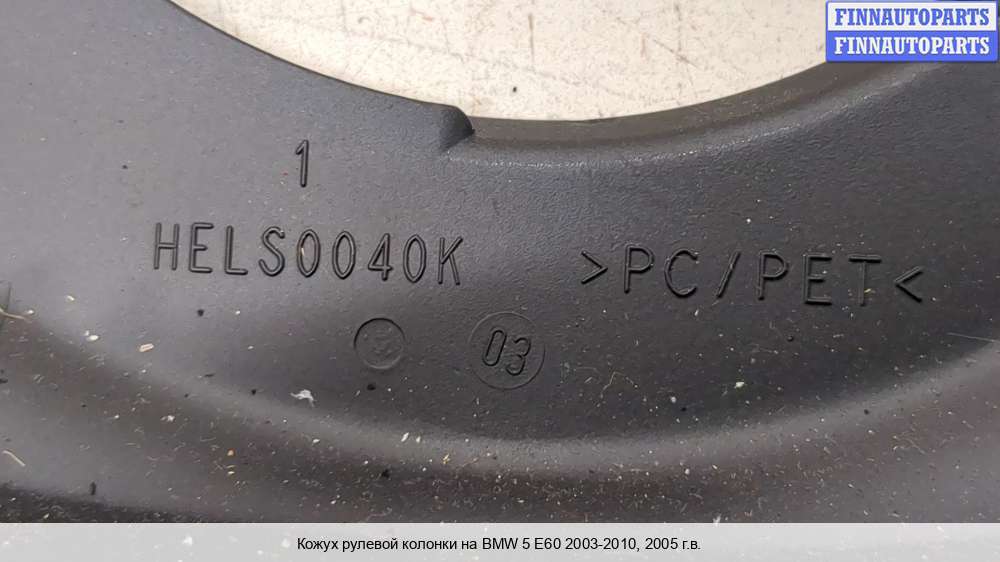 FINNAUTOPARTS
FINNAUTOPARTS
1
HELS0040K
>PC/PET<
03
Кожух рулевой колонки на BMW 5 E60 2003-2010, 2005 г.в.